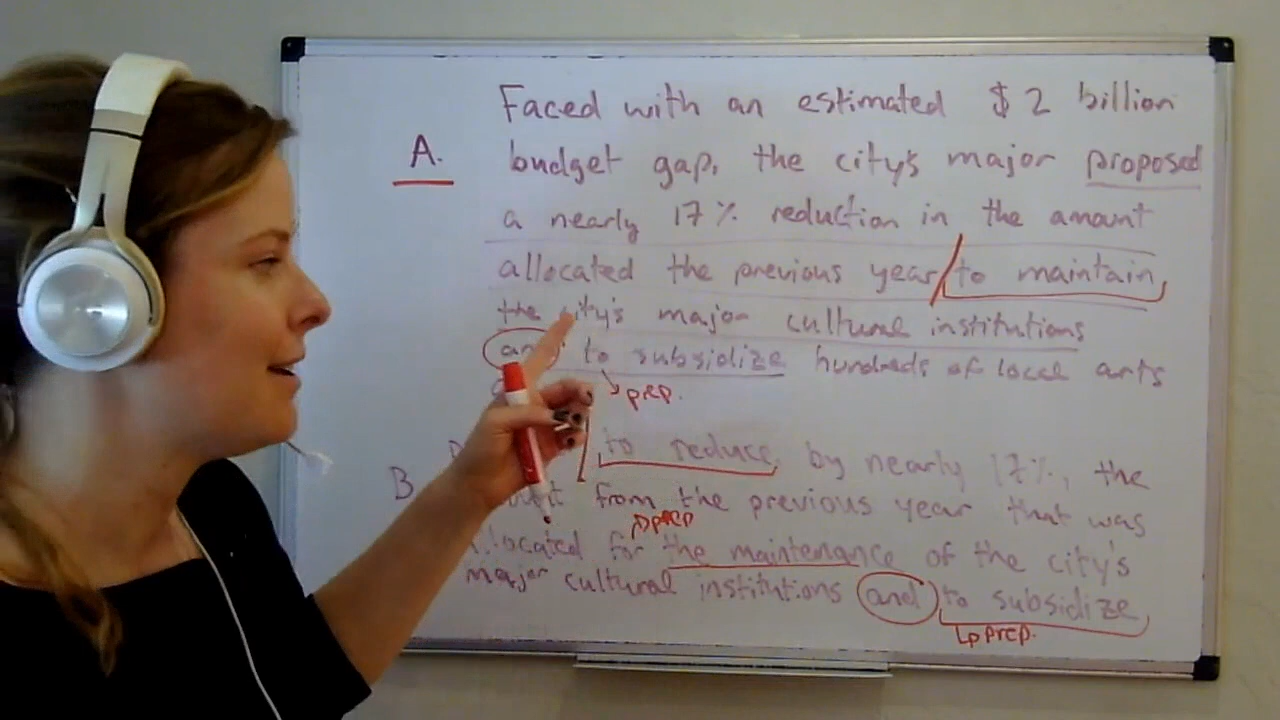 Faced with an estimated $ 2 billion
A. budget gap, the city's major proposed
a nearly 17% reduction in the amount
allocated the previous year/to maintain
the city's major cultural institutions
and to subsidize hundreds of local arts
prep.
to reduce by nearly 17%, the
B from the previous year that was
prep
allocated for the maintenance of the city's
major cultural institutions and to subsidize
prep.